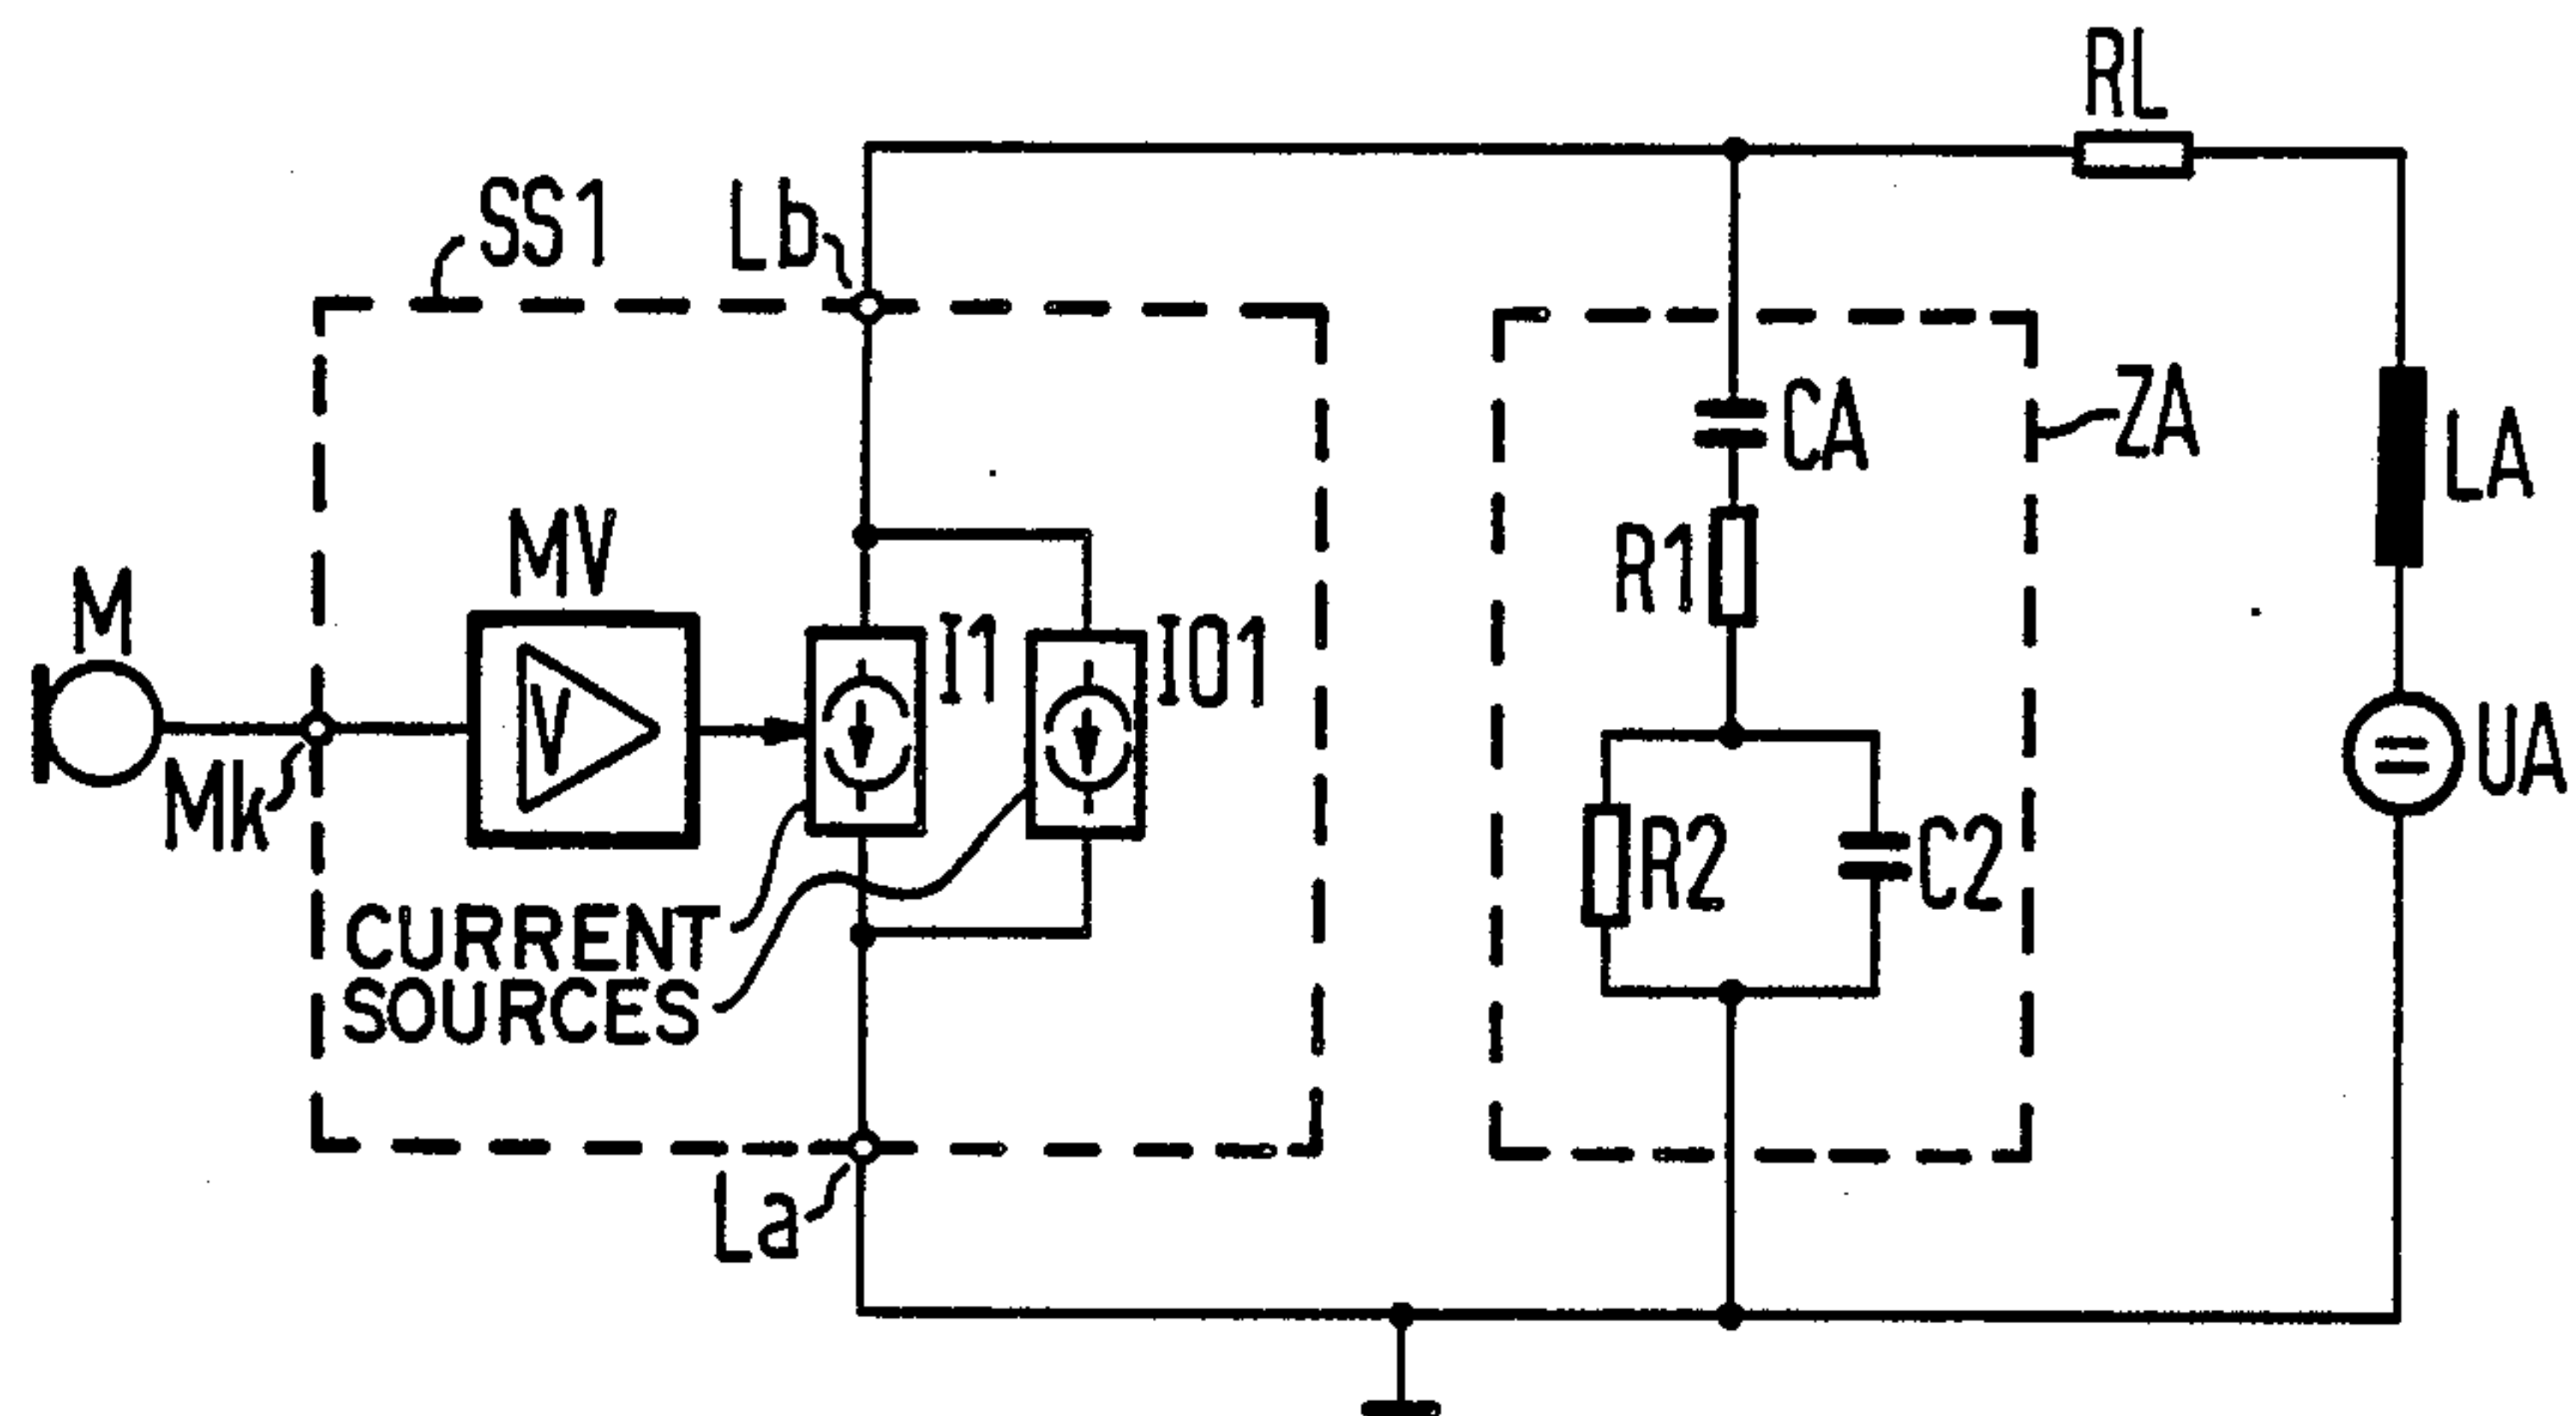 RL
SS1
Lb
CA
ZA
LA
MV
R1
M
V
I1
I01
UA
Mk
R2
C2
CURRENT
SOURCES
La